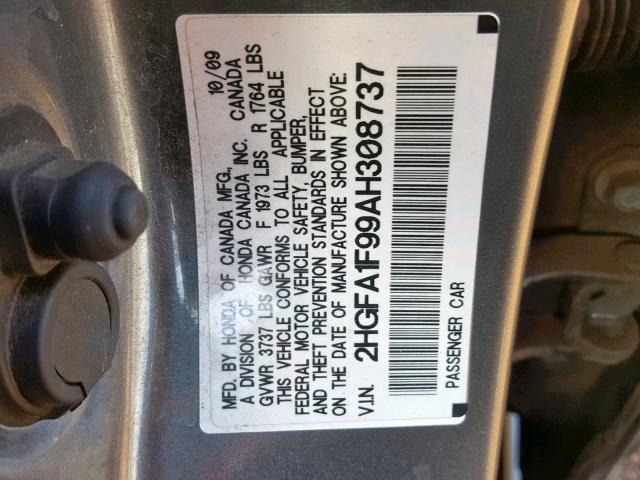 MFD. BY HONDA OF CANADA MFG., 10/09
A DIVISION OF HONDA CANADA INC. CANADA
GVWR 3737 LBS GAWR F 1973 LBS R 1764 LBS
THIS VEHICLE CONFORMS TO ALL APPLICABLE
FEDERAL MOTOR VEHICLE SAFETY, BUMPER,
AND THEFT PREVENTION STANDARDS IN EFFECT
ON THE DATE OF MANUFACTURE SHOWN ABOVE.
V.I.N. 2HGFA1F99AH308737
PASSENGER CAR